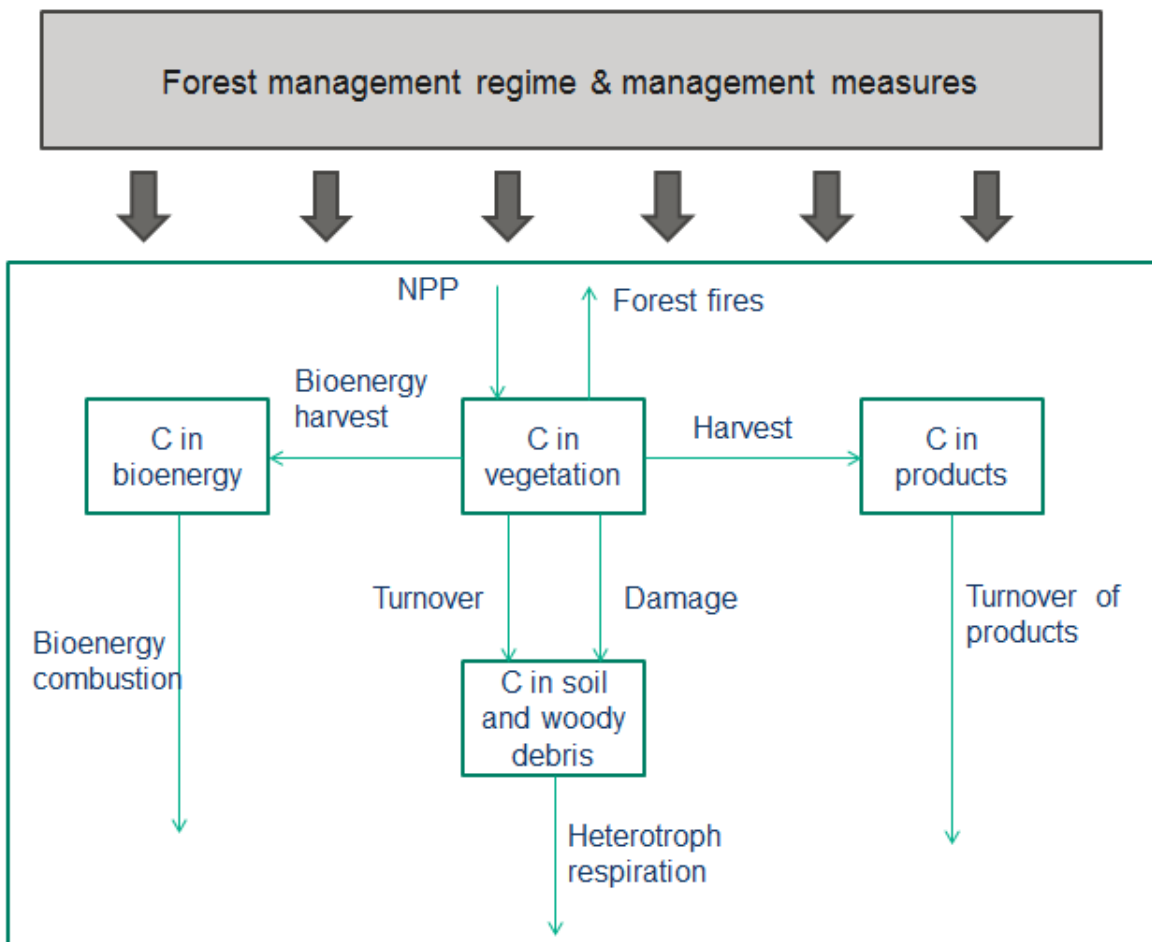 Forest management regime & management measures
NPP
Forest fires
Bioenergy
harvest
Harvest
C in
bioenergy
C in
vegetation
C in
products
Turnover
Damage
Turnover of
products
Bioenergy
combustion
C in soil
and woody
debris
Heterotroph
respiration